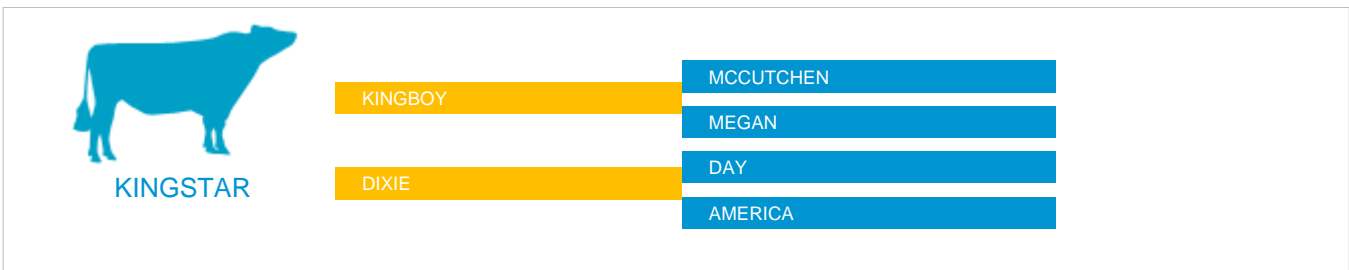 KINGSTAR
KINGBOY
DIXIE
MCCUTCHEN
MEGAN
DAY
AMERICA